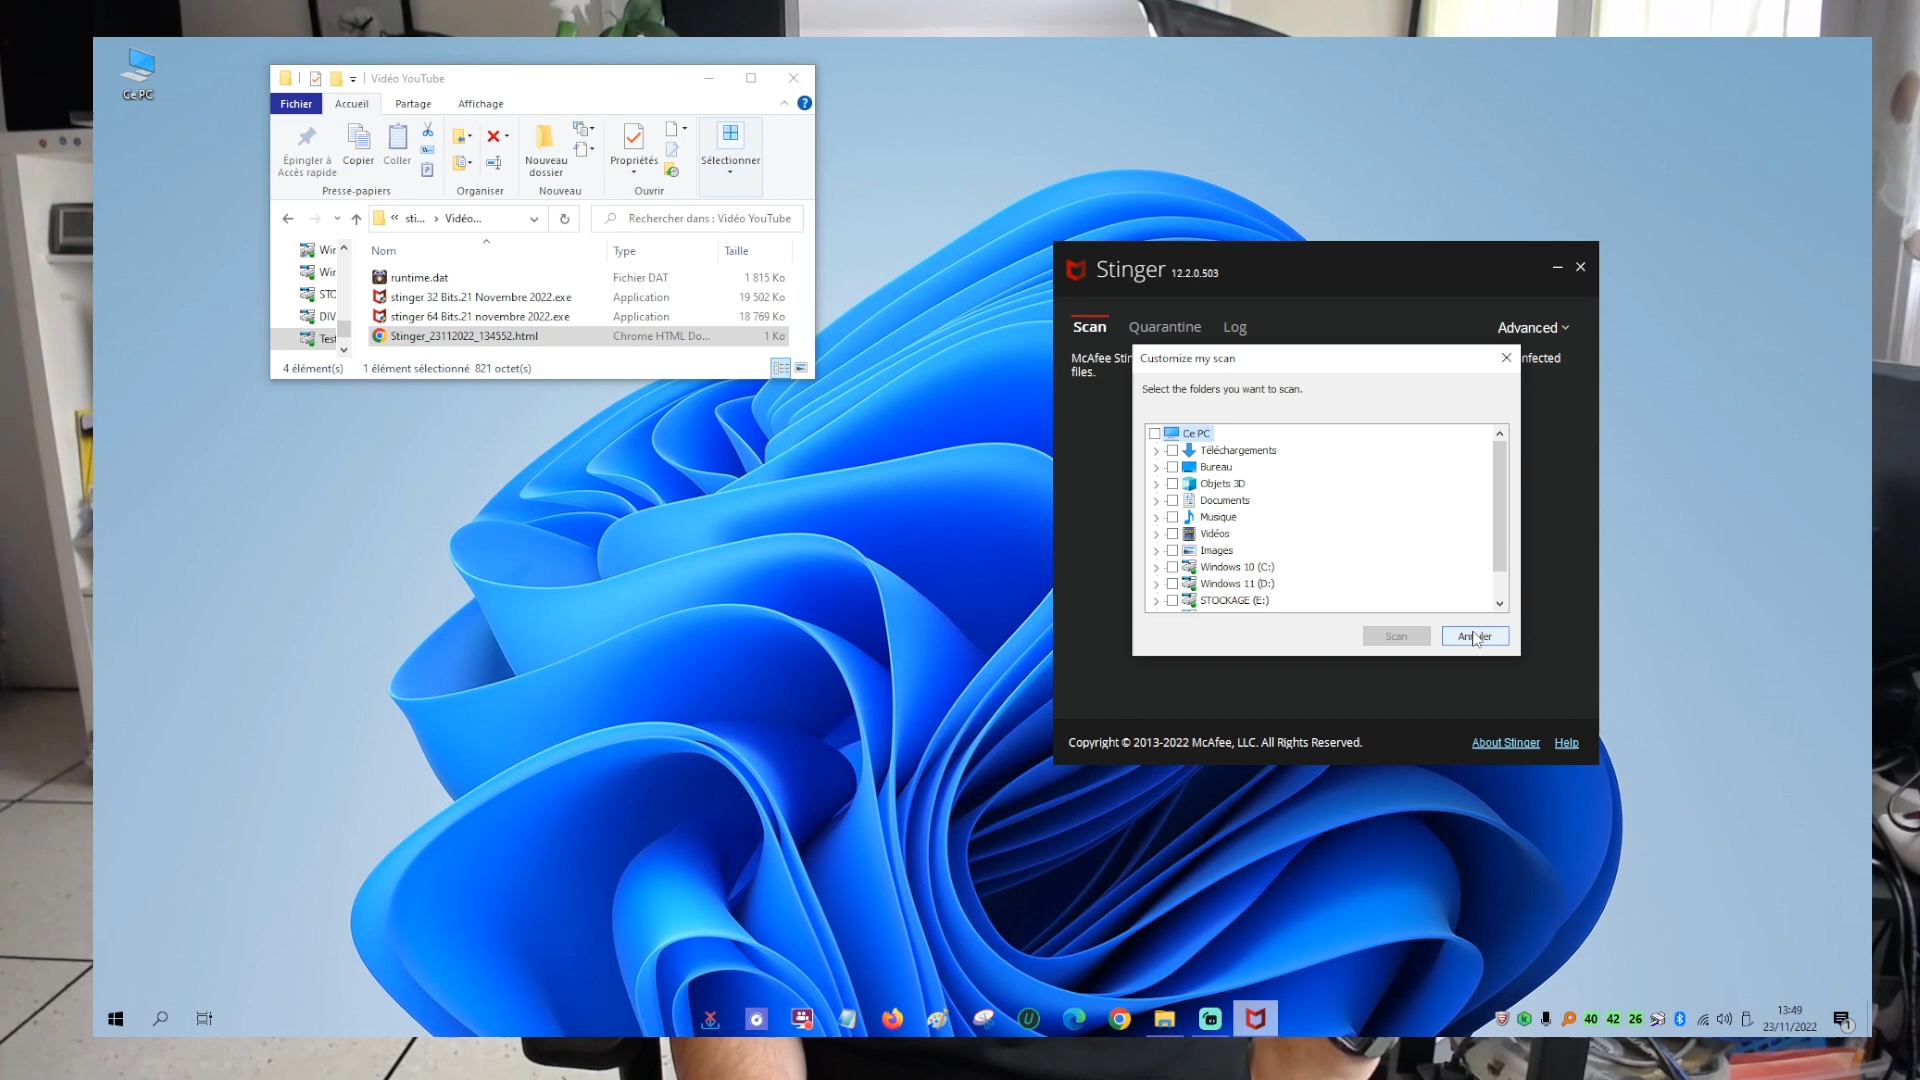 Ce PC
Vidéo YouTube
Fichier
Accueil
Partage
Affichage
Épingler à
Accès rapide
Copier
Coller
Nouveau
dossier
Propriétés
Sélectionner
Presse-papiers
Organiser
Nouveau
Ouvrir
« sti... › Vidéo...
Rechercher dans : Vidéo YouTube
Nom
Type
Taille
Wir
Wir
STC
DIV
Test
runtime.dat
Fichier DAT
1 815 Ko
stinger 32 Bits.21 Novembre 2022.exe
Application
19 502 Ko
stinger 64 Bits.21 novembre 2022.exe
Application
18 769 Ko
Stinger_23112022_134552.html
Chrome HTML Do...
1 Ko
4 élément(s)
1 élément sélectionné 821 octet(s)
Stinger 12.2.0.503
Scan
Quarantine
Log
Advanced
McAfee Stin
nfected
files.
Customize my scan
Select the folders you want to scan.
Ce PC
Téléchargements
Bureau
Objets 3D
Documents
Musique
Vidéos
Images
Windows 10 (C:)
Windows 11 (D:)
STOCKAGE (E:)
Scan
Annuler
Copyright © 2013-2022 McAfee, LLC. All Rights Reserved.
About Stinger
Help
40
42
26
13:49
23/11/2022
1